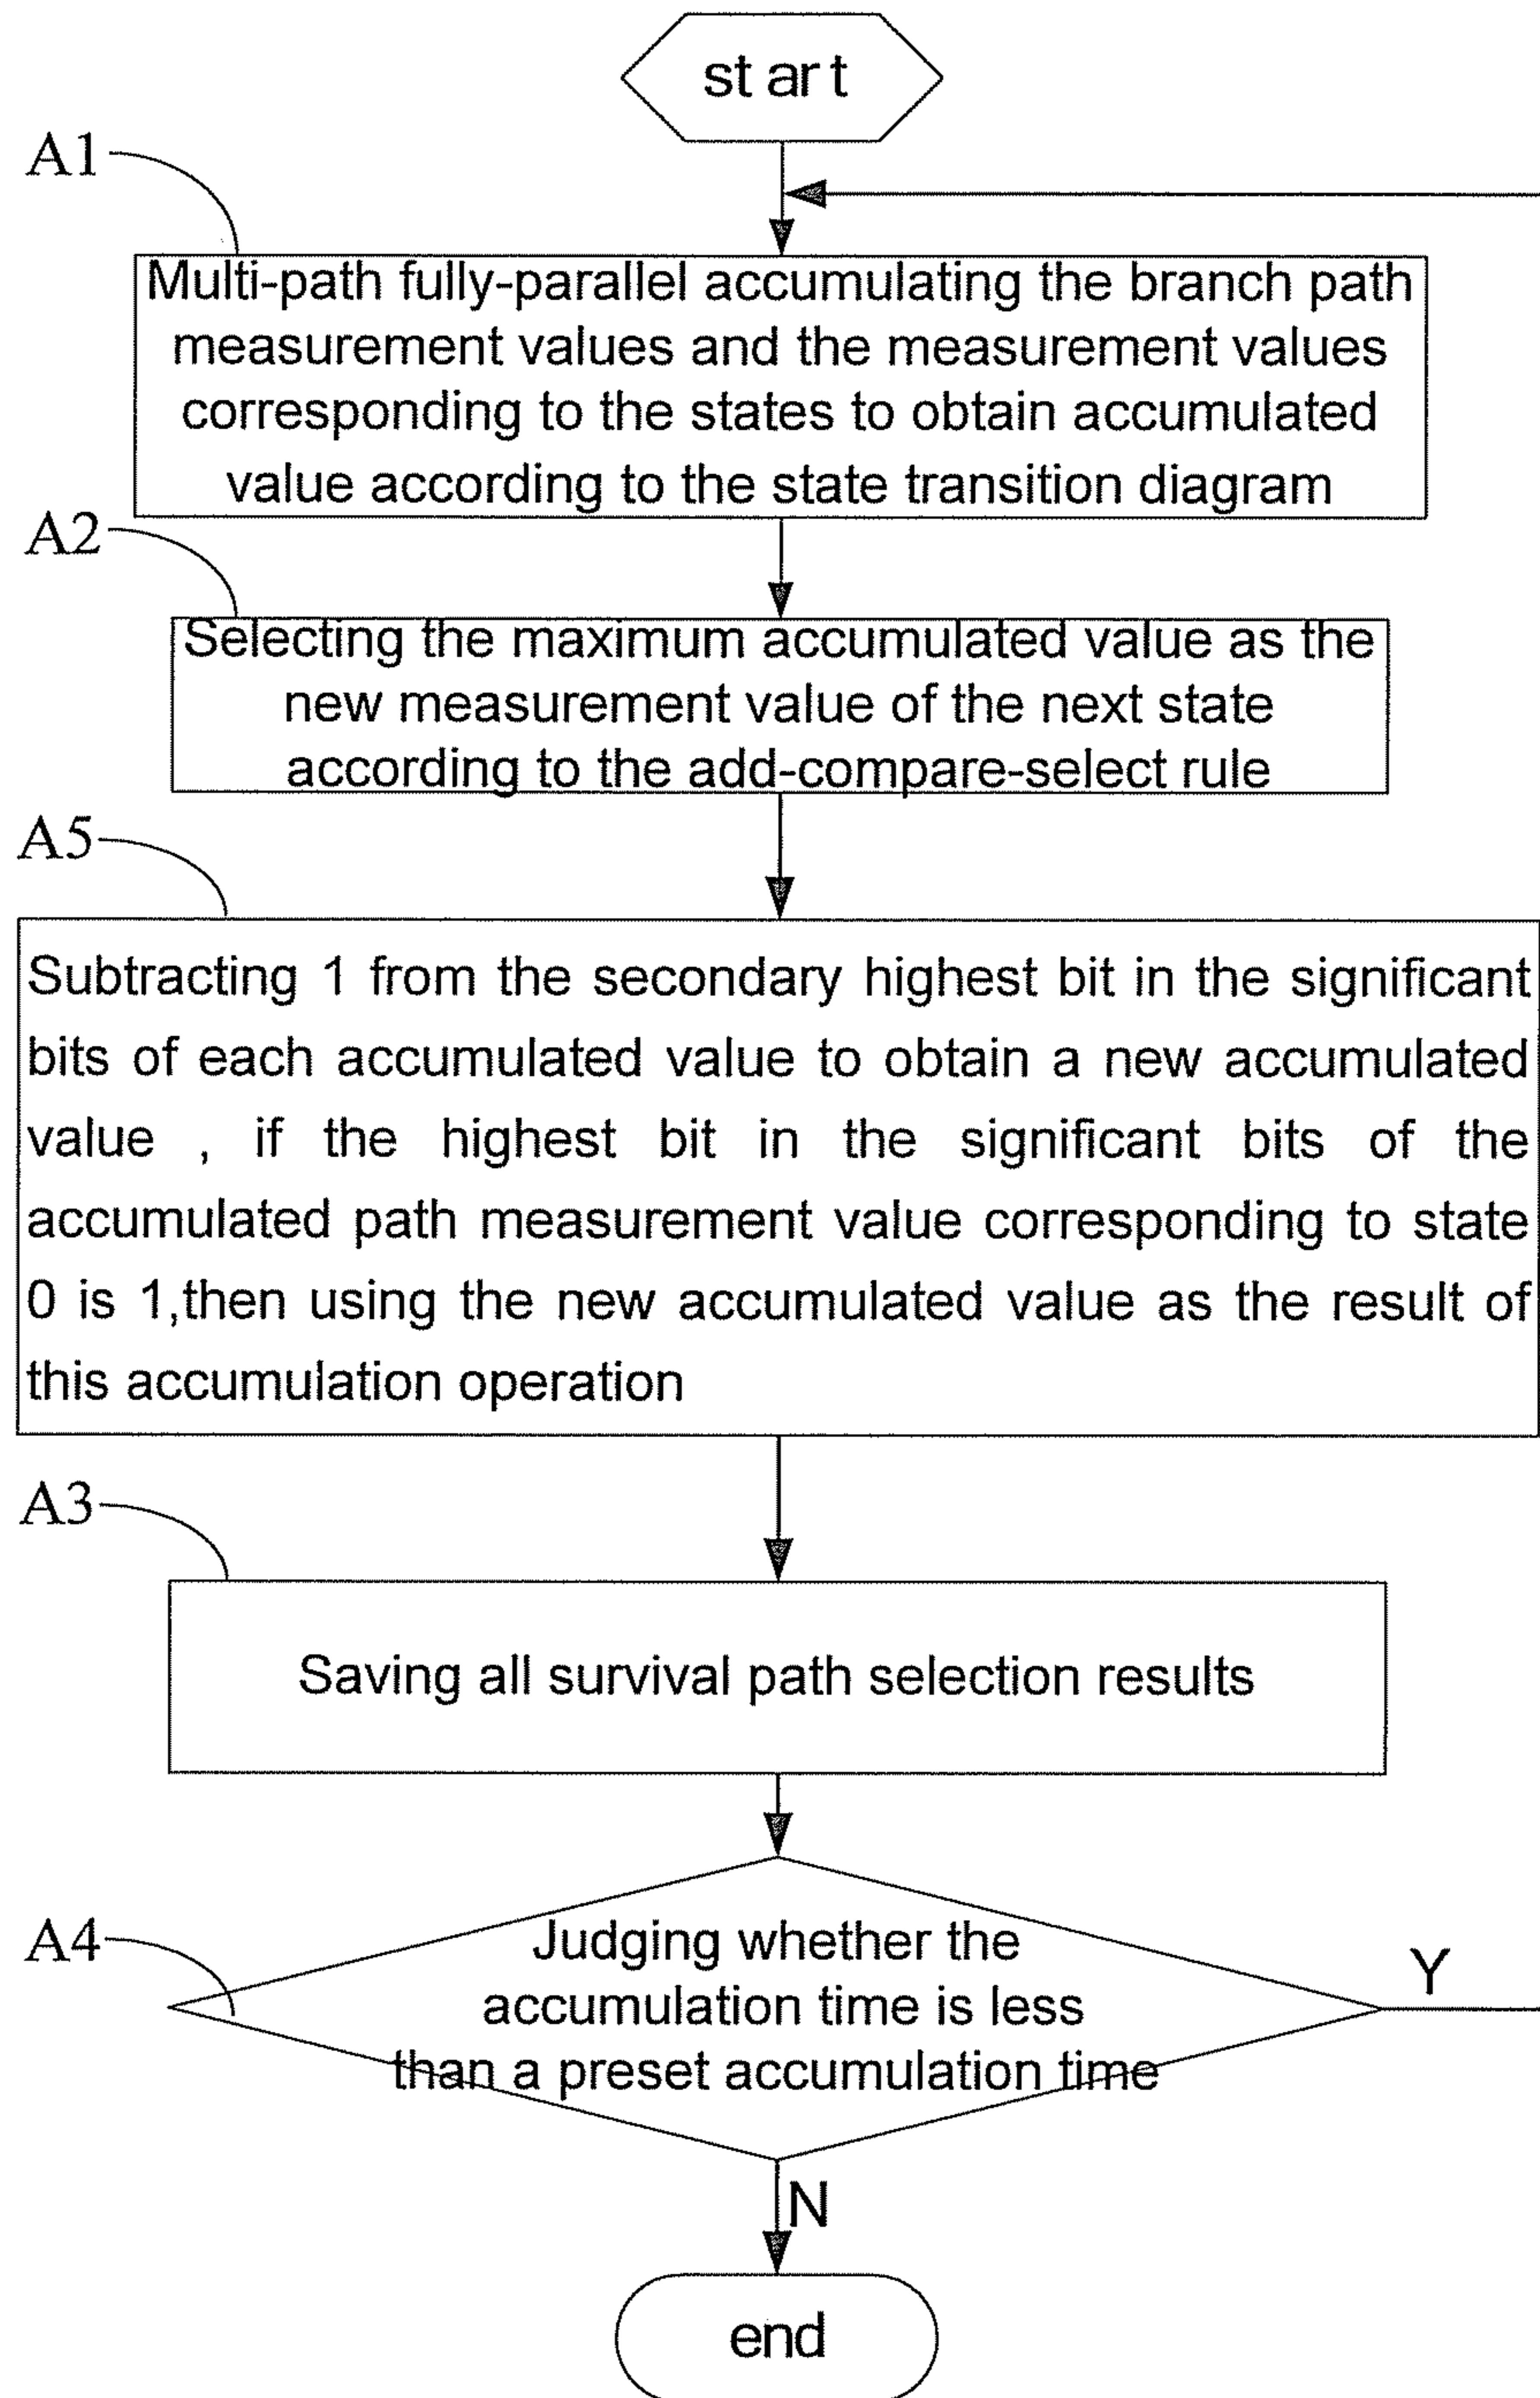 start
A1
Multi-path fully-parallel accumulating the branch path
measurement values and the measurement values
corresponding to the states to obtain accumulated
value according to the state transition diagram
A2
Selecting the maximum accumulated value as the
new measurement value of the next state
according to the add-compare-select rule
A5
Subtracting 1 from the secondary highest bit in the significant
bits of each accumulated value to obtain a new accumulated
value , if the highest bit in the significant bits of the
accumulated path measurement value corresponding to state
0 is 1,then using the new accumulated value as the result of
this accumulation operation
A3
Saving all survival path selection results
A4
Judging whether the
accumulation time is less
than a preset accumulation time
Y
N
end